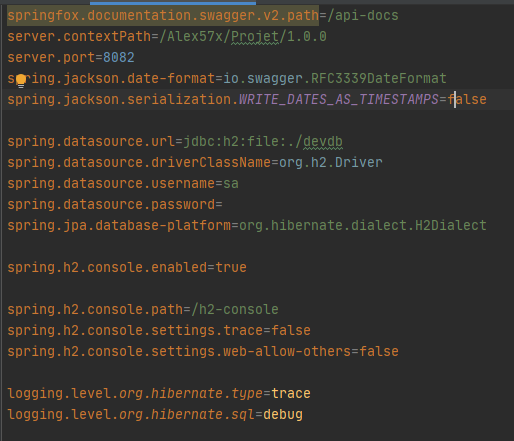 springfox.documentation.swagger.v2.path=/api-docs
server.contextPath=/Alex57x/Projet/1.0.0
server.port=8082
spring.jackson.date-format=io.swagger.RFC3339DateFormat
spring.jackson.serialization.WRITE_DATES_AS_TIMESTAMPS=false
spring.datasource.url=jdbc:h2:file:./devdb
spring.datasource.driverClassName=org.h2.Driver
spring.datasource.username=sa
spring.datasource.password=
spring.jpa.database-platform=org.hibernate.dialect.H2Dialect
spring.h2.console.enabled=true
spring.h2.console.path=/h2-console
spring.h2.console.settings.trace=false
spring.h2.console.settings.web-allow-others=false
logging.level.org.hibernate.type=trace
logging.level.org.hibernate.sql=debug